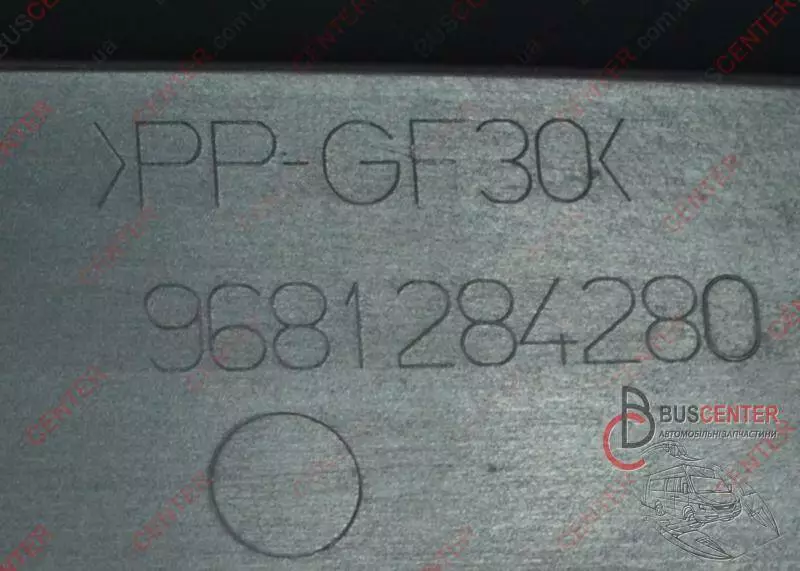 >PP-GF30<
9681284280
BUSCENTER
АВТОМОБІЛЬНІ ЗАПЧАСТИНИ